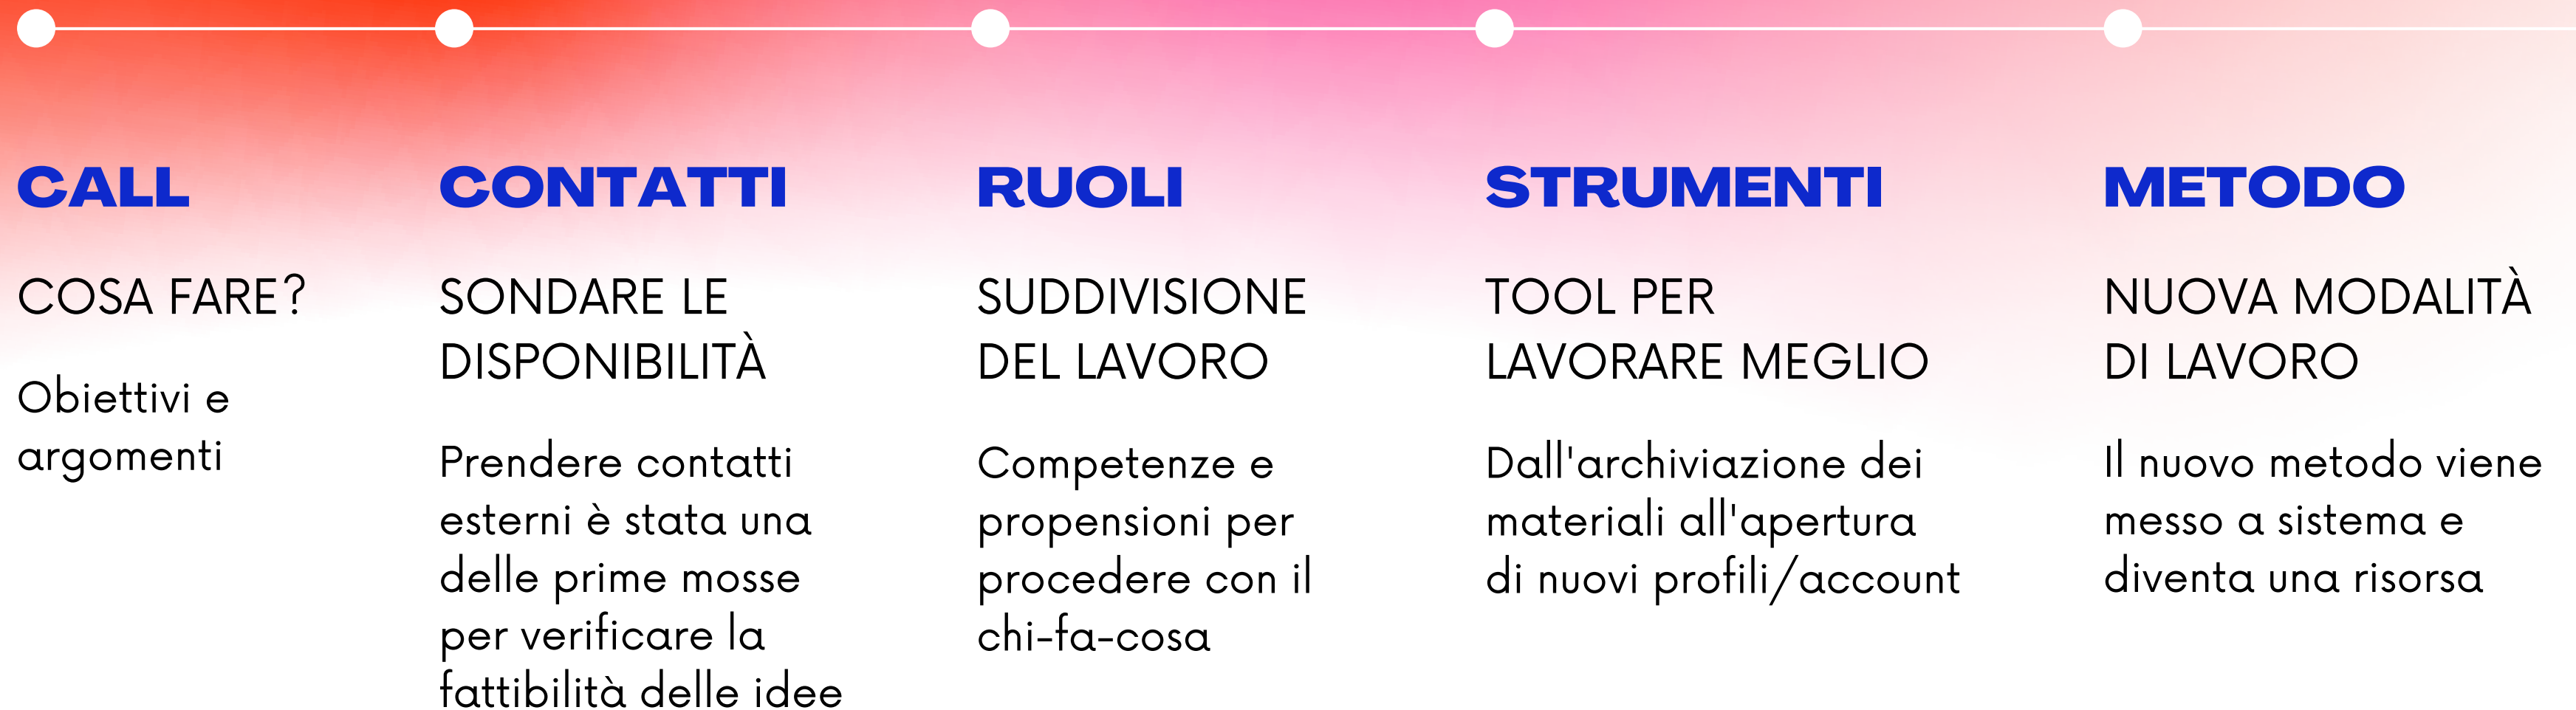 CALL
COSA FARE?
Obiettivi e
argomenti
CONTATTI
SONDARE LE
DISPONIBILITÀ
Prendere contatti
esterni è stata una
delle prime mosse
per verificare la
fattibilità delle idee
RUOLI
SUDDIVISIONE
DEL LAVORO
Competenze e
propensioni per
procedere con il
chi-fa-cosa
STRUMENTI
TOOL PER
LAVORARE MEGLIO
Dall'archiviazione dei
materiali all'apertura
di nuovi profili/account
METODO
NUOVA MODALITÀ
DI LAVORO
Il nuovo metodo viene
messo a sistema e
diventa una risorsa